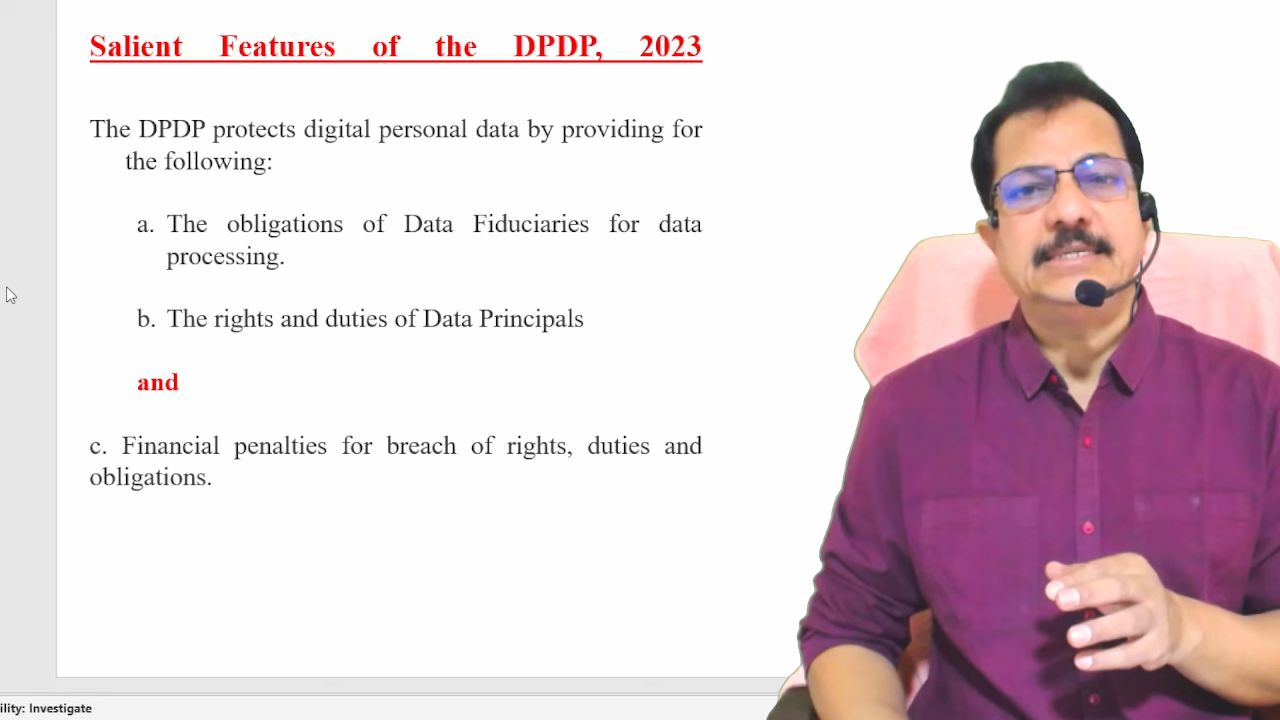 Salient Features of the DPDP, 2023
The DPDP protects digital personal data by providing for
the following:
a. The obligations of Data Fiduciaries for data
processing.
b. The rights and duties of Data Principals
and
c. Financial penalties for breach of rights, duties and
obligations.
ility: Investigate